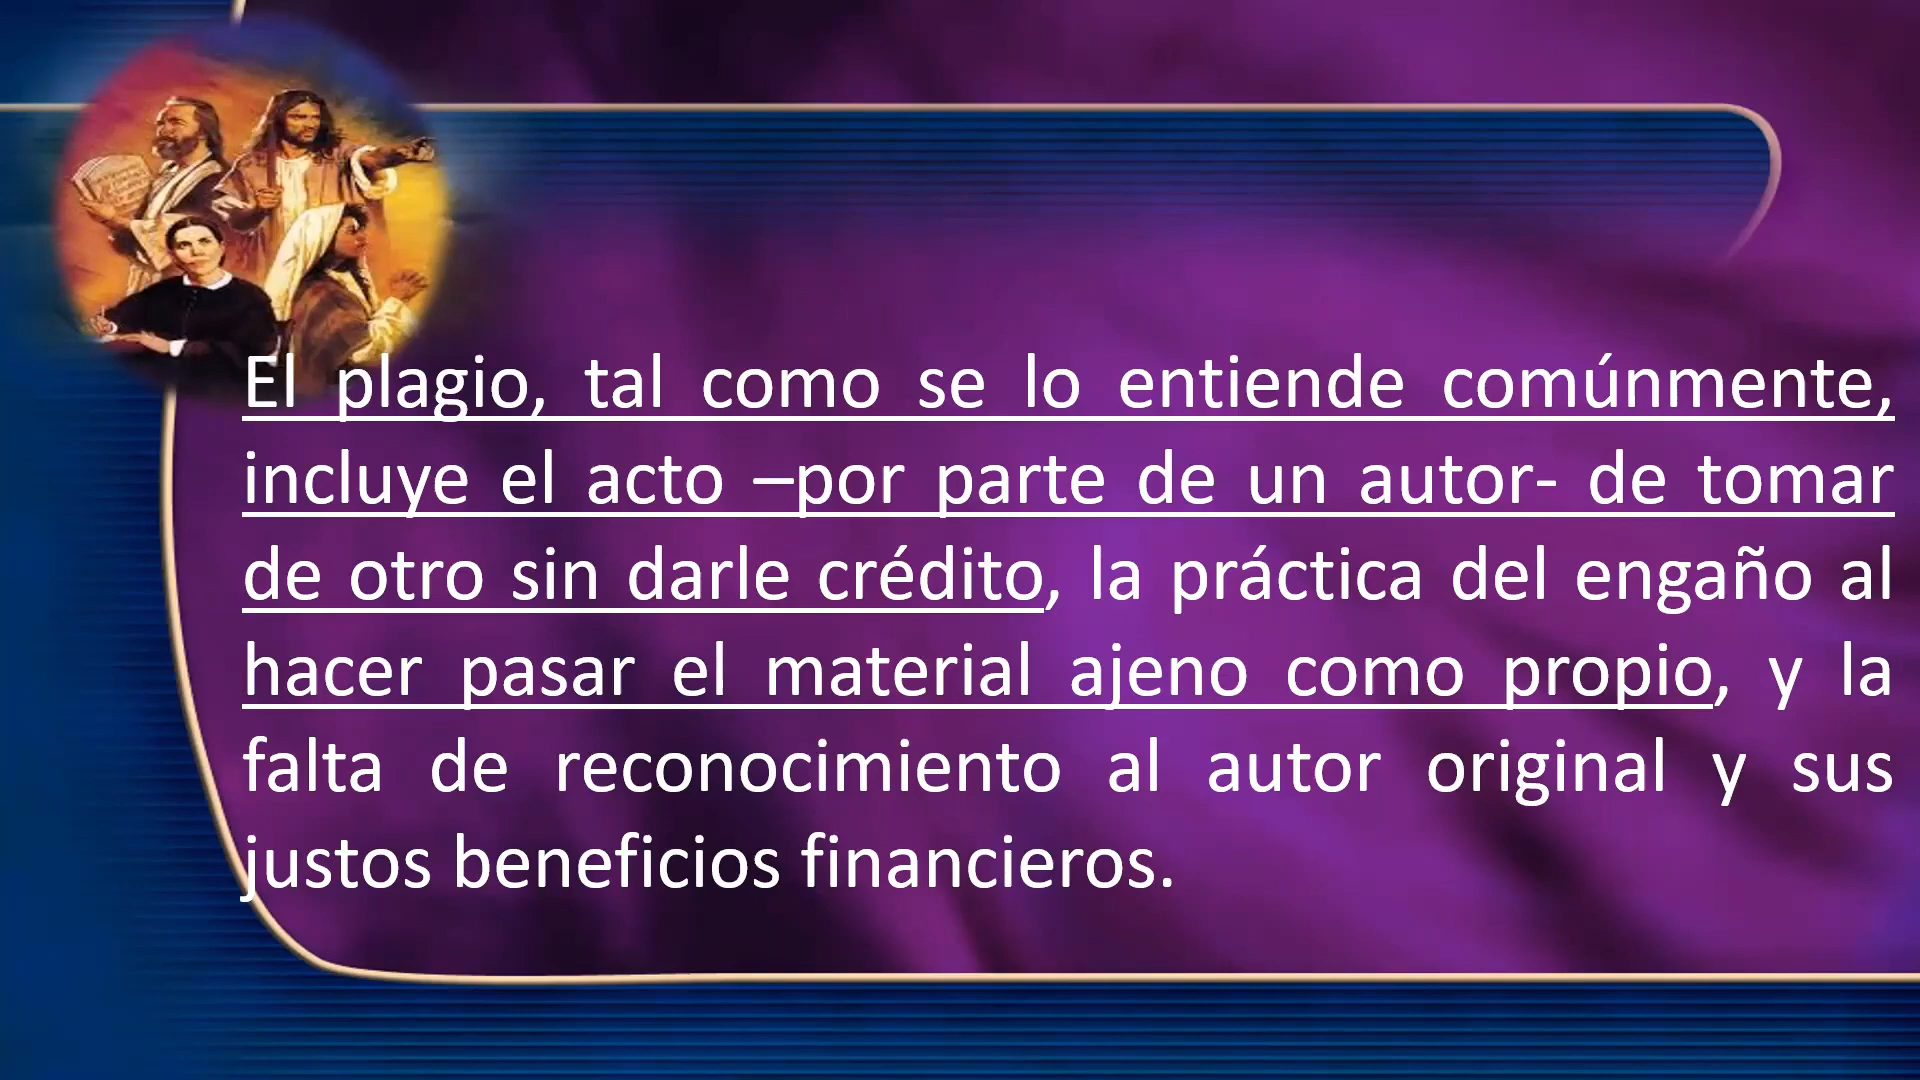 El plagio, tal como se lo entiende comúnmente,
incluye el acto –por parte de un autor- de tomar
de otro sin darle crédito, la práctica del engaño al
hacer pasar el material ajeno como propio, y la
falta de reconocimiento al autor original y sus
justos beneficios financieros.